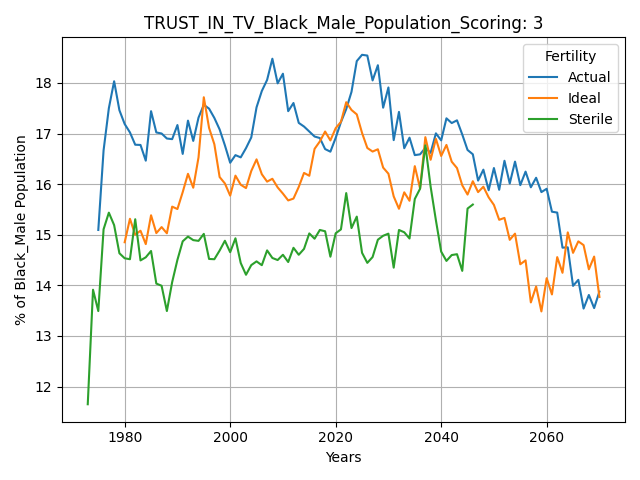 TRUST_IN_TV_Black_Male_Population_Scoring: 3
% of Black_Male Population
18
17
16
15
14
13
12
Fertility
Actual
Ideal
Sterile
1980
2000
2020
2040
2060
Years